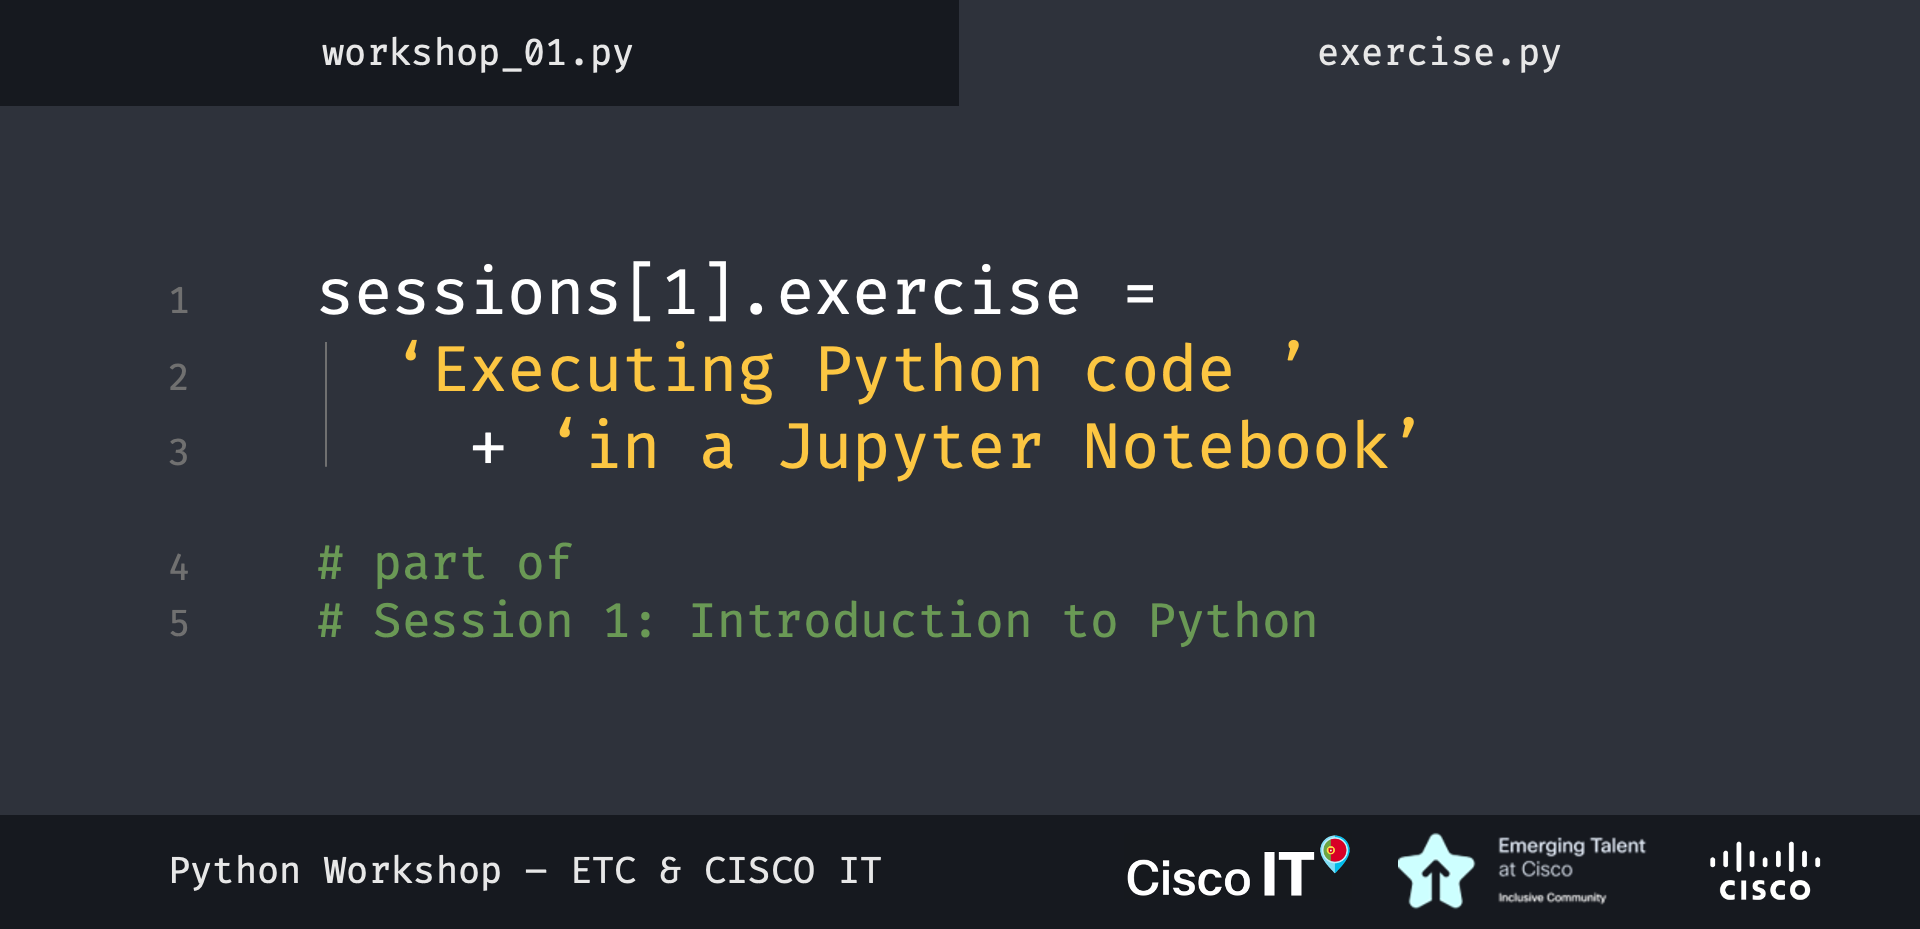 workshop_01.py
exercise.py
1 sessions[1].exercise =
2 ‘Executing Python code ’
3 + ‘in a Jupyter Notebook’
4 # part of
5 # Session 1: Introduction to Python
Python Workshop – ETC & CISCO IT
Cisco IT
Emerging Talent
at Cisco
Inclusive Community
CISCO